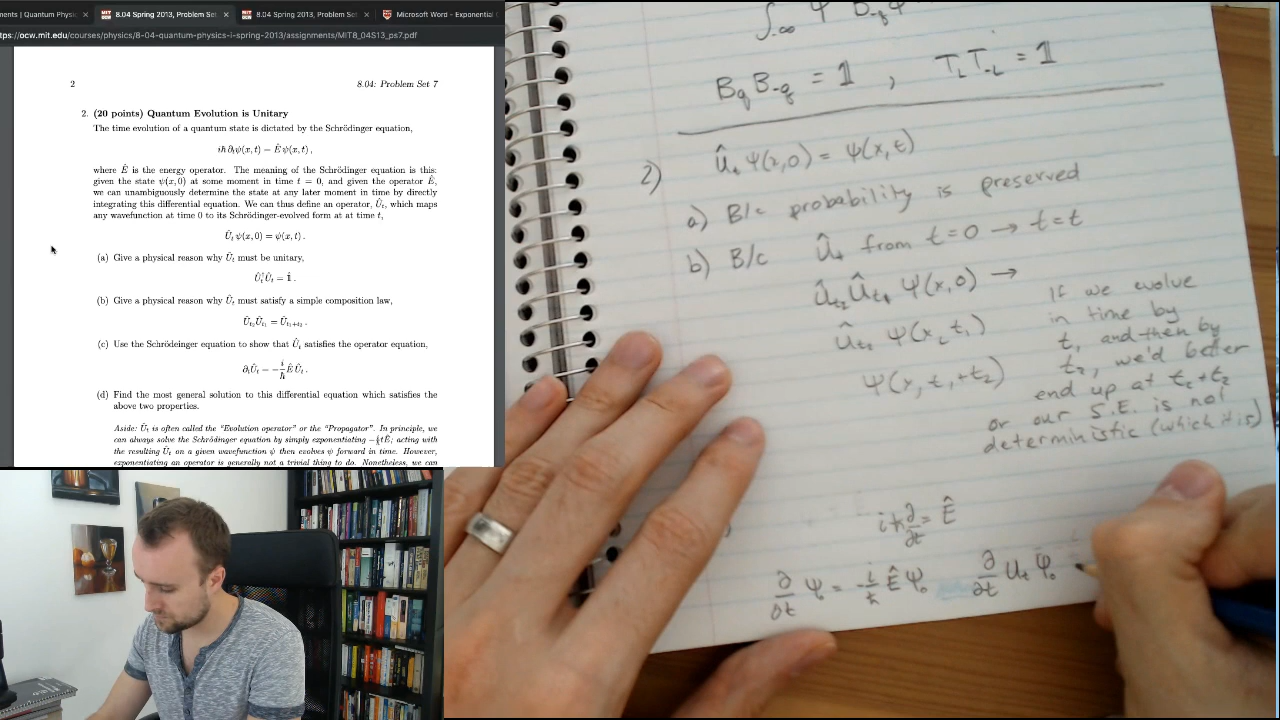 ments | Quantum Physi
8.04 Spring 2013, Problem Set
8.04 Spring 2013, Problem Set
Microsoft Word - Exponential
tps://ocw.mit.edu/courses/physics/8-04-quantum-physics-i-spring-2013/assignments/MIT8_04S13_ps7.pdf
2 8.04: Problem Set 7
2. (20 points) Quantum Evolution is Unitary
The time evolution of a quantum state is dictated by the Schrödinger equation,
iħ ∂ₜψ(x,t) = Ê ψ(x,t) ,
where Ê is the energy operator. The meaning of the Schrödinger equation is this:
given the state ψ(x,0) at some moment in time t = 0, and given the operator Ê,
we can unambiguously determine the state at any later moment in time by directly
integrating this differential equation. We can thus define an operator, Ûₜ, which maps
any wavefunction at time 0 to its Schrödinger-evolved form at at time t,
Ûₜ ψ(x,0) = ψ(x,t) .
(a) Give a physical reason why Ûₜ must be unitary,
Ûₜ†Ûₜ = 1̂ .
(b) Give a physical reason why Ûₜ must satisfy a simple composition law,
Ûₜ₂Ûₜ₁ = Ûₜ₁₊ₜ₂ .
(c) Use the Schrödeinger equation to show that Ûₜ satisfies the operator equation,
∂ₜÛₜ = −i/ħ Ê Ûₜ .
(d) Find the most general solution to this differential equation which satisfies the
above two properties.
Aside: Ûₜ is often called the "Evolution operator" or the "Propagator". In principle, we
can always solve the Schrödinger equation by simply exponentiating −i/ħ tÊ; acting with
the resulting Ûₜ on a given wavefunction ψ then evolves ψ forward in time. However,
exponentiating an operator is generally not a trivial thing to do. Nonetheless, we can
B_q B_-q = 1 , T_L T_-L = 1
2) Ûₜ ψ(x,0) = ψ(x,t)
a) B/c probability is preserved
b) B/c Ûₜ from t=0 → t=t
Ûₜ₂ Ûₜ₁ ψ(x,0) →
Ûₜ₂ ψ(x,t₁)
ψ(x, t₁+t₂)
If we evolve
in time by
t₁ and then by
t₂, we'd better
end up at t₁+t₂
or our S.E. is not
deterministic (which it is)
iħ ∂/∂t = Ê
∂/∂t ψ = -i/ħ Ê ψ₀ ∂/∂t Uₜ ψ₀